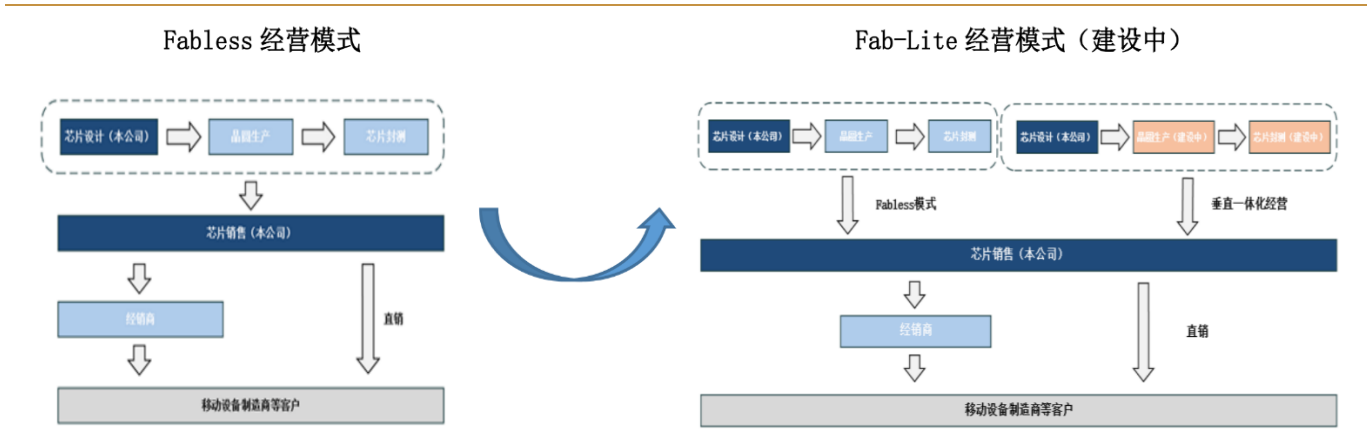 Fabless 经营模式
芯片设计（本公司）
晶圆生产
芯片封测
芯片销售（本公司）
经销商
直销
移动设备制造商等客户
Fab-Lite 经营模式（建设中）
芯片设计（本公司）
晶圆生产
芯片封测
芯片设计（本公司）
晶圆生产（建设中）
芯片封测（建设中）
Fabless模式
垂直一体化经营
芯片销售（本公司）
经销商
直销
移动设备制造商等客户